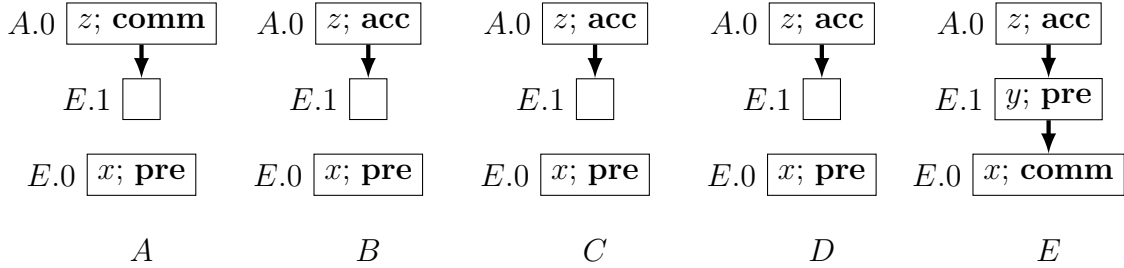 A.0 z; comm A.0 z; acc A.0 z; acc A.0 z; acc A.0 z; acc
E.1 E.1 E.1 E.1 E.1 y; pre
E.0 x; pre E.0 x; pre E.0 x; pre E.0 x; pre E.0 x; comm
A B C D E